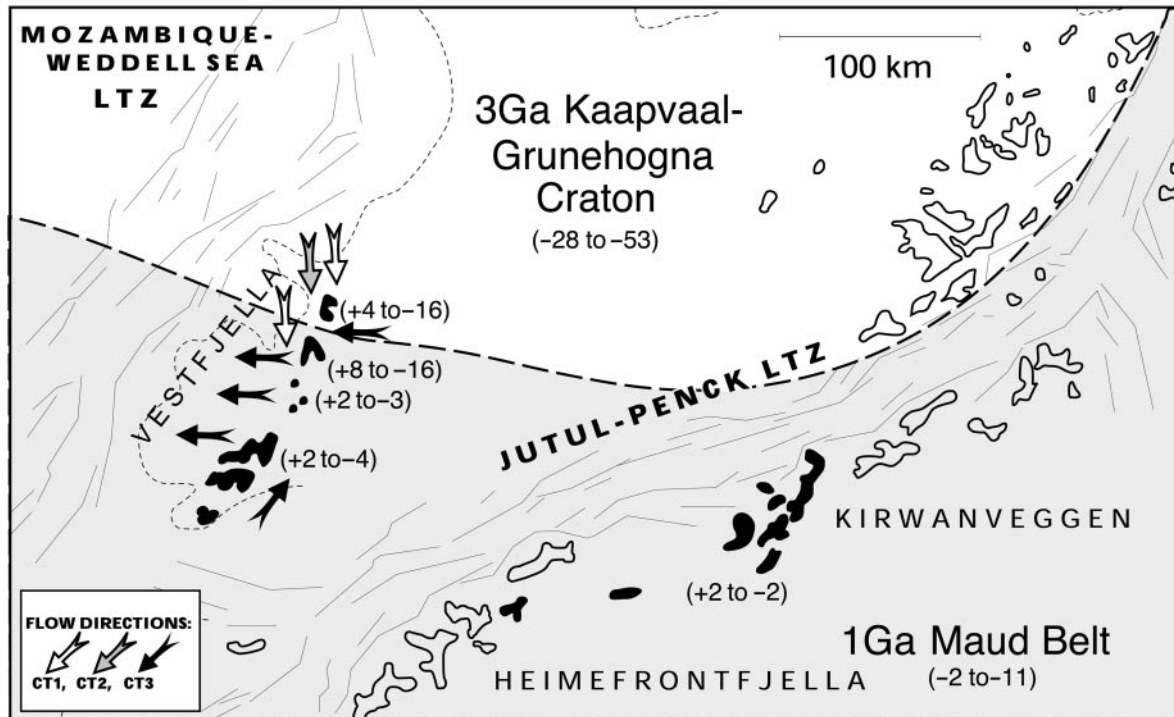 MOZAMBIQUE-
WEDDELL SEA
LTZ
100 km
3Ga Kaapvaal-
Grunehogna
Craton
(–28 to –53)
VESTFJELLA
(+4 to–16)
(+8 to –16)
(+2 to–3)
(+2 to–4)
JUTUL-PENCK LTZ
KIRWANVEGGEN
(+2 to –2)
1Ga Maud Belt
(–2 to–11)
HEIMEFRONTFJELLA
FLOW DIRECTIONS:
CT1, CT2, CT3